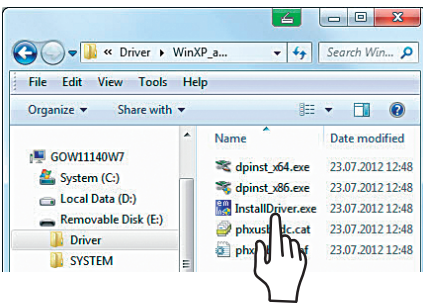 « Driver ▸ WinXP_a...
Search Win...
File Edit View Tools Help
Organize ▾ Share with ▾
Name
Date modified
GOW11140W7
System (C:)
Local Data (D:)
Removable Disk (E:)
Driver
SYSTEM
dpinst_x64.exe 23.07.2012 12:48
dpinst_x86.exe 23.07.2012 12:48
InstallDriver.exe 23.07.2012 12:48
23.07.2012 12:48
23.07.2012 12:48